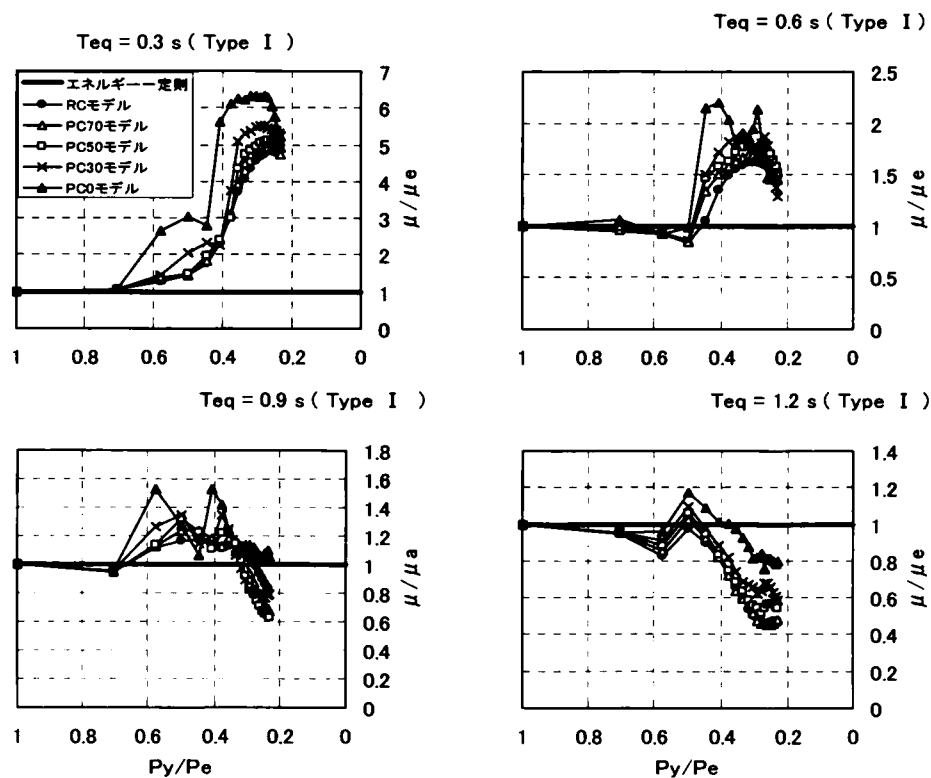 Teq = 0.3 s ( Type Ⅰ )
エネルギー一定則
RCモデル
PC70モデル
PC50モデル
PC30モデル
PC0モデル
7
6
5
4
3
2
1
0
μ/μe
1 0.8 0.6 0.4 0.2 0
Teq = 0.6 s ( Type Ⅰ )
2.5
2
1.5
1
0.5
0
μ/μe
1 0.8 0.6 0.4 0.2 0
Teq = 0.9 s ( Type Ⅰ )
1.8
1.6
1.4
1.2
1
0.8
0.6
0.4
0.2
0
μ/μa
1 0.8 0.6 0.4 0.2 0
Py/Pe
Teq = 1.2 s ( Type Ⅰ )
1.4
1.2
1
0.8
0.6
0.4
0.2
0
μ/μe
1 0.8 0.6 0.4 0.2 0
Py/Pe